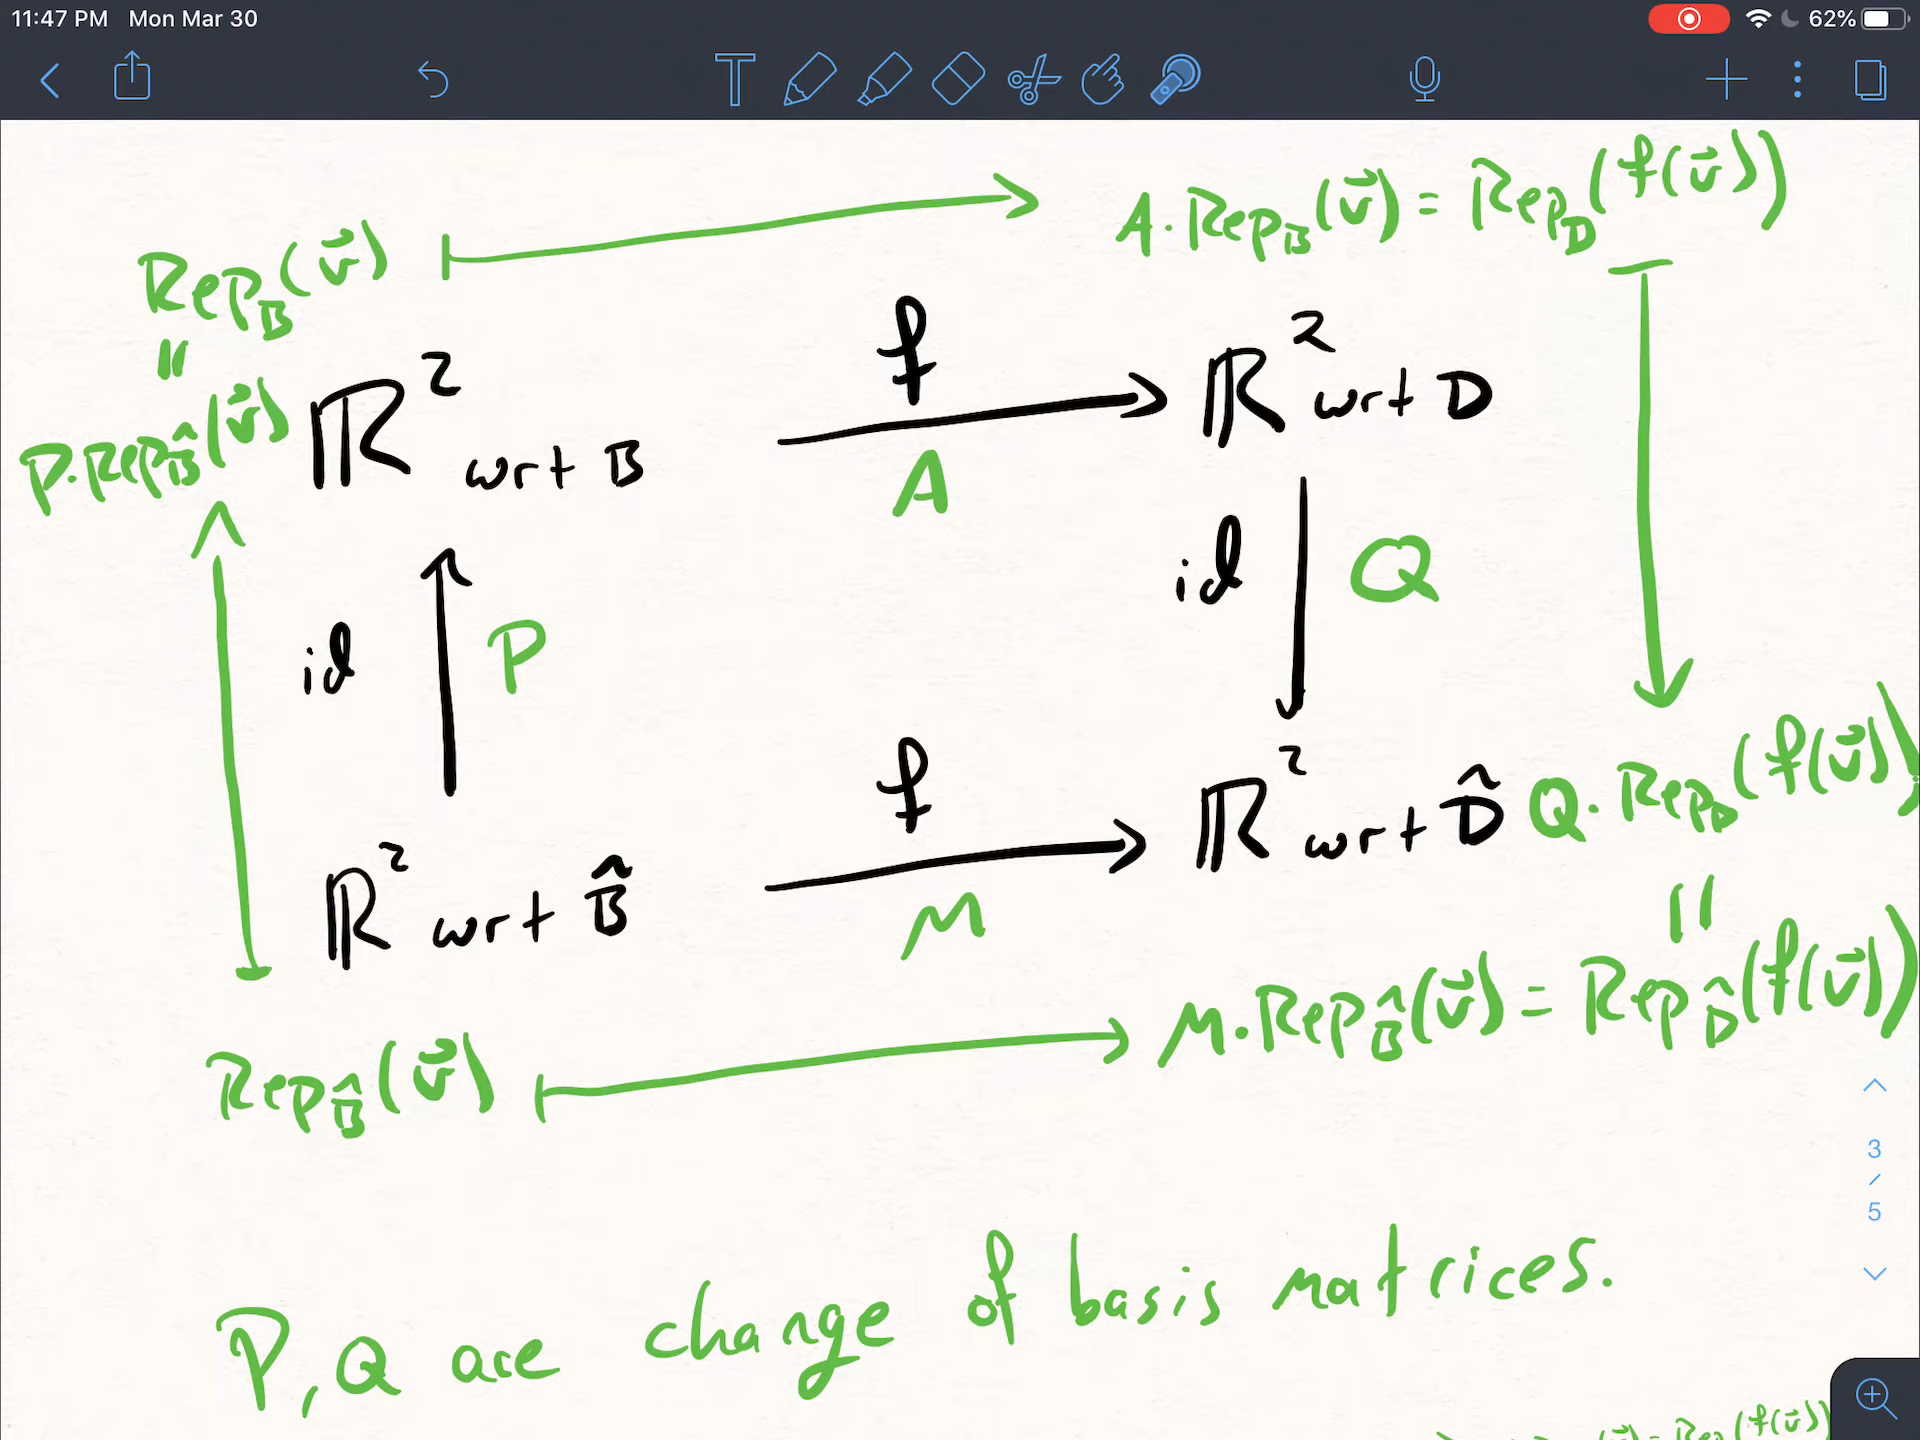 11:47 PM Mon Mar 30 62%
Rep_B(v⃗) ⟼ A·Rep_B(v⃗) = Rep_D(f(v⃗))
=
P·Rep_B̂(v⃗)
ℝ² wrt B f A ℝ² wrt D
id P id Q
ℝ² wrt B̂ f M ℝ² wrt D̂ Q·Rep_D(f(v⃗))
=
Rep_B̂(v⃗) ⟼ M·Rep_B̂(v⃗) = Rep_D̂(f(v⃗))
3
/
5
P, Q are change of basis matrices.
= Rep (f(v⃗))